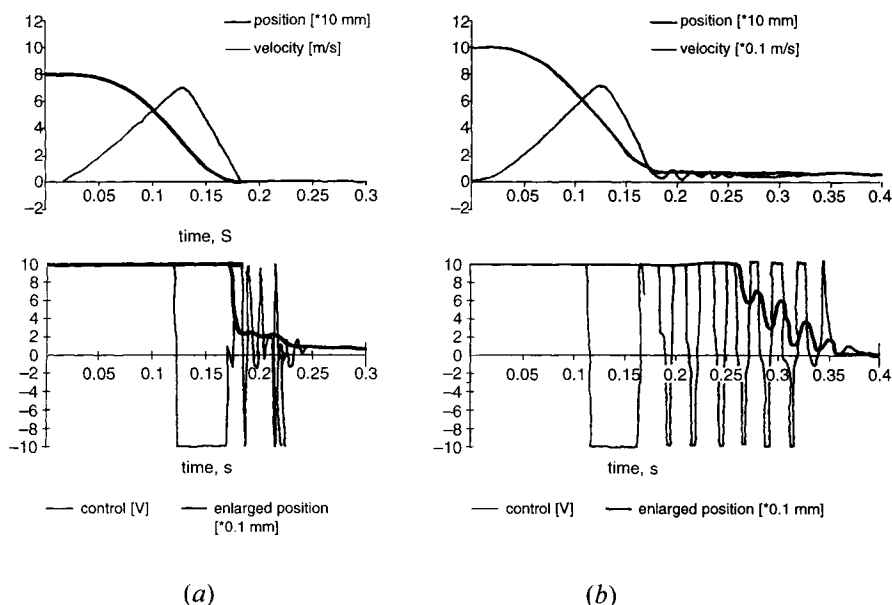 12
10
8
6
4
2
0
−2
position [*10 mm]
velocity [m/s]
0.05 0.1 0.15 0.2 0.25 0.3
time, S
10
8
6
4
2
0
−2
−4
−6
−8
−10
0.05 0.1 0.15 0.2 0.25 0.3
time, s
control [V] enlarged position
[*0.1 mm]
(a)
12
10
8
6
4
2
0
−2
position [*10 mm]
velocity [*0.1 m/s]
0.05 0.1 0.15 0.2 0.25 0.3 0.35 0.4
10
8
6
4
2
0
−2
−4
−6
−8
−10
0.05 0.1 0.15 0.2 0.25 0.3 0.35 0.4
time, s
control [V] enlarged position [*0.1 mm]
(b)